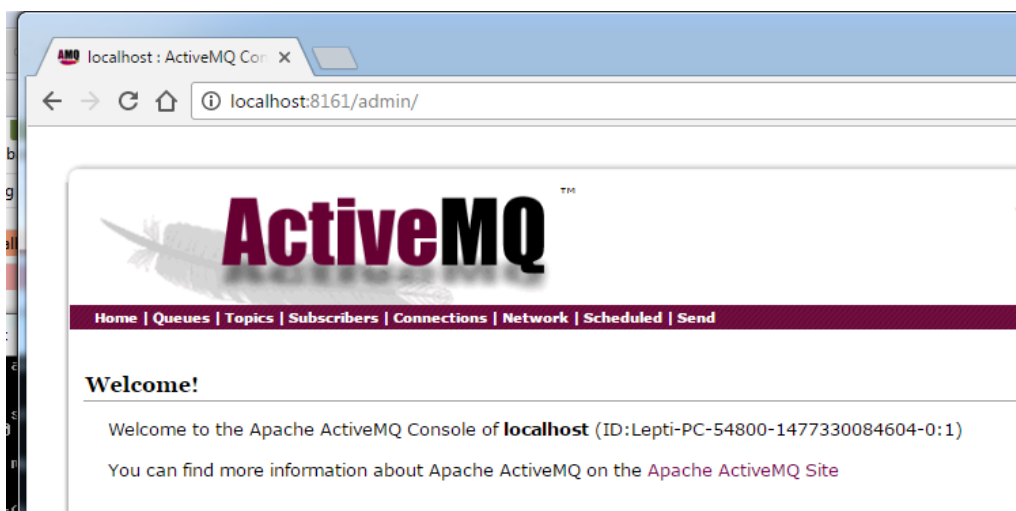 AMQ localhost : ActiveMQ Con
localhost:8161/admin/
ActiveMQ ™
Home | Queues | Topics | Subscribers | Connections | Network | Scheduled | Send
Welcome!
Welcome to the Apache ActiveMQ Console of localhost (ID:Lepti-PC-54800-1477330084604-0:1)
You can find more information about Apache ActiveMQ on the Apache ActiveMQ Site